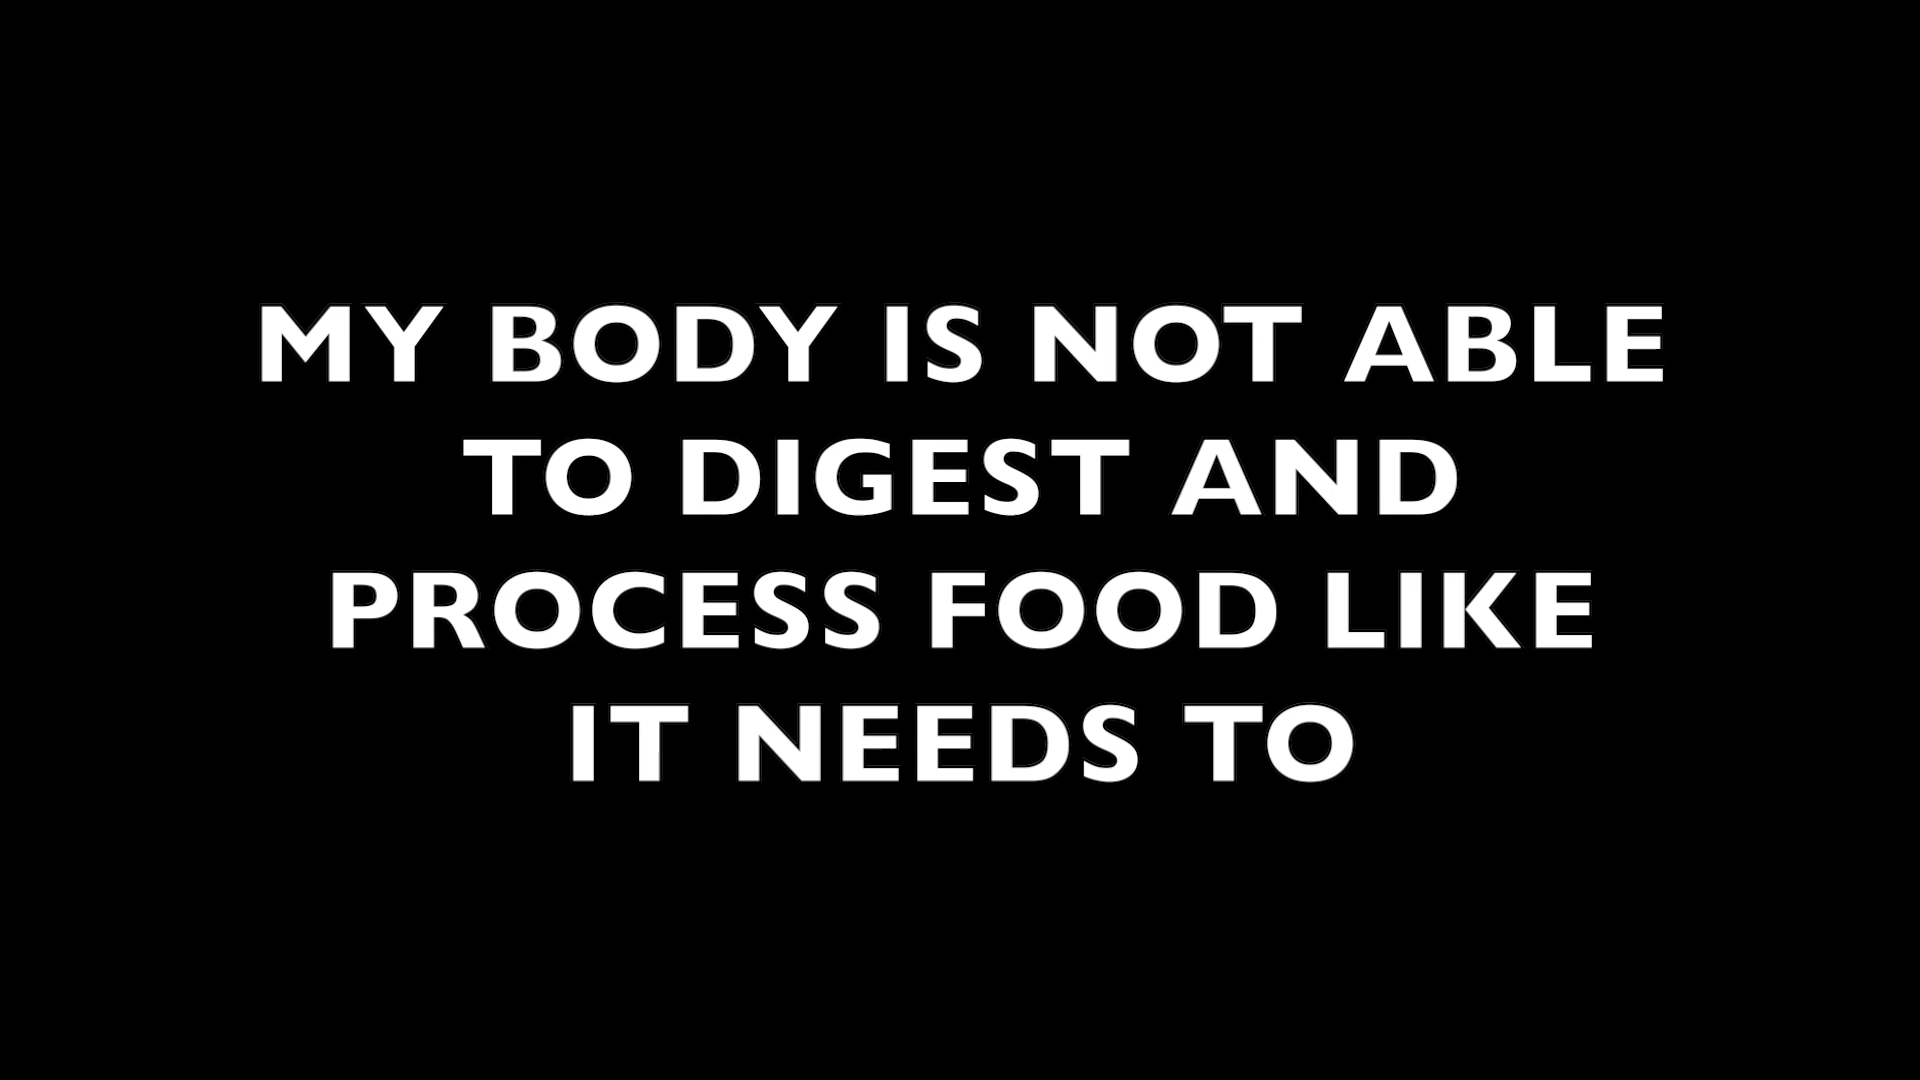 MY BODY IS NOT ABLE
TO DIGEST AND
PROCESS FOOD LIKE
IT NEEDS TO